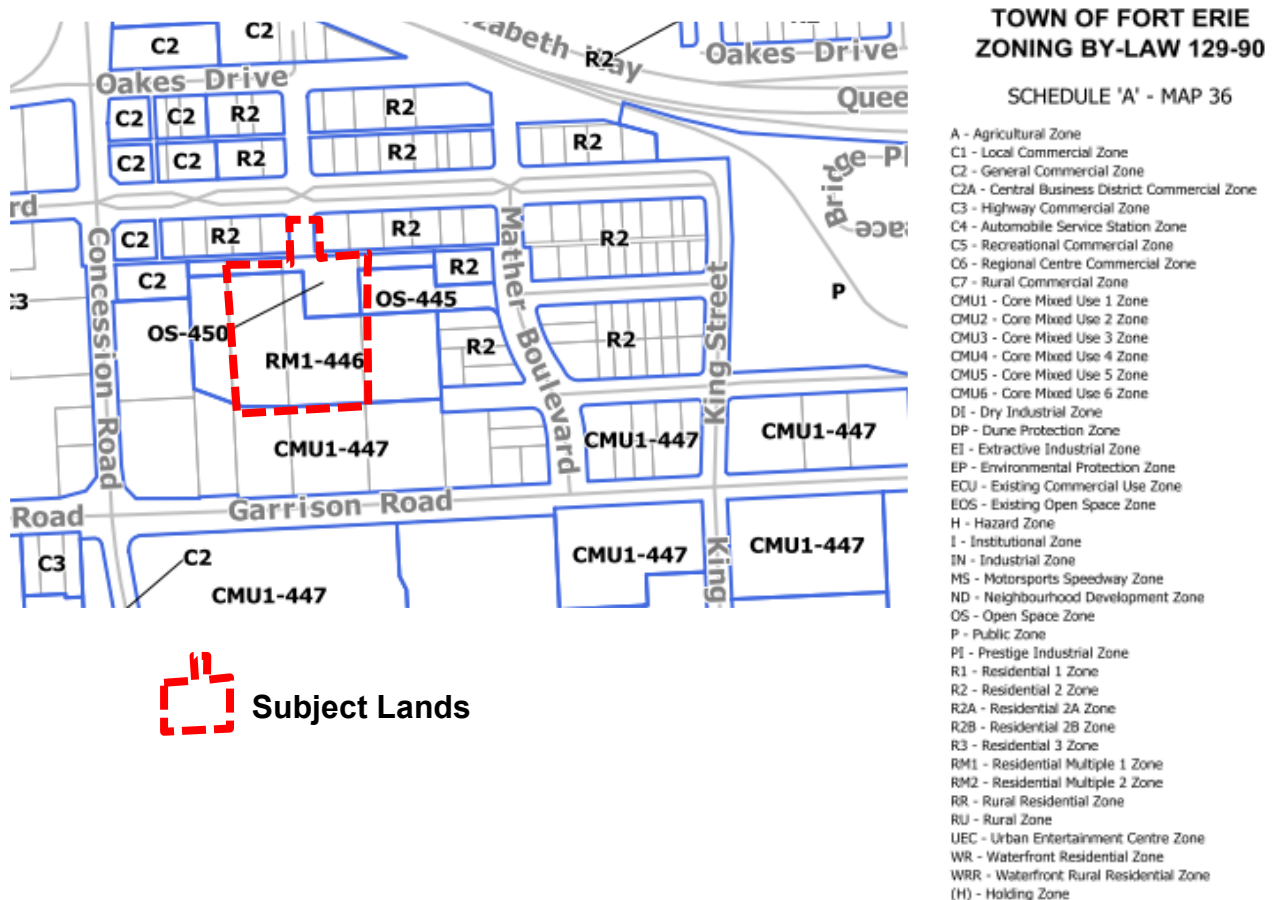 C2
C2
R2
Oakes Drive
zabeth Way
Oakes Drive
Quee
C2
C2
R2
R2
C2
C2
R2
R2
R2
Bridge Pl
ace
rd
C2
R2
R2
R2
C2
R2
C3
OS-445
P
OS-450
RM1-446
R2
R2
Concession Road
Mather Boulevard
King Street
CMU1-447
CMU1-447
CMU1-447
Road
Garrison Road
C3
C2
CMU1-447
CMU1-447
CMU1-447
King
Subject Lands
TOWN OF FORT ERIE
ZONING BY-LAW 129-90
SCHEDULE 'A' - MAP 36
A - Agricultural Zone
C1 - Local Commercial Zone
C2 - General Commercial Zone
C2A - Central Business District Commercial Zone
C3 - Highway Commercial Zone
C4 - Automobile Service Station Zone
C5 - Recreational Commercial Zone
C6 - Regional Centre Commercial Zone
C7 - Rural Commercial Zone
CMU1 - Core Mixed Use 1 Zone
CMU2 - Core Mixed Use 2 Zone
CMU3 - Core Mixed Use 3 Zone
CMU4 - Core Mixed Use 4 Zone
CMU5 - Core Mixed Use 5 Zone
CMU6 - Core Mixed Use 6 Zone
DI - Dry Industrial Zone
DP - Dune Protection Zone
EI - Extractive Industrial Zone
EP - Environmental Protection Zone
ECU - Existing Commercial Use Zone
EOS - Existing Open Space Zone
H - Hazard Zone
I - Institutional Zone
IN - Industrial Zone
MS - Motorsports Speedway Zone
ND - Neighbourhood Development Zone
OS - Open Space Zone
P - Public Zone
PI - Prestige Industrial Zone
R1 - Residential 1 Zone
R2 - Residential 2 Zone
R2A - Residential 2A Zone
R2B - Residential 2B Zone
R3 - Residential 3 Zone
RM1 - Residential Multiple 1 Zone
RM2 - Residential Multiple 2 Zone
RR - Rural Residential Zone
RU - Rural Zone
UEC - Urban Entertainment Centre Zone
WR - Waterfront Residential Zone
WRR - Waterfront Rural Residential Zone
(H) - Holding Zone